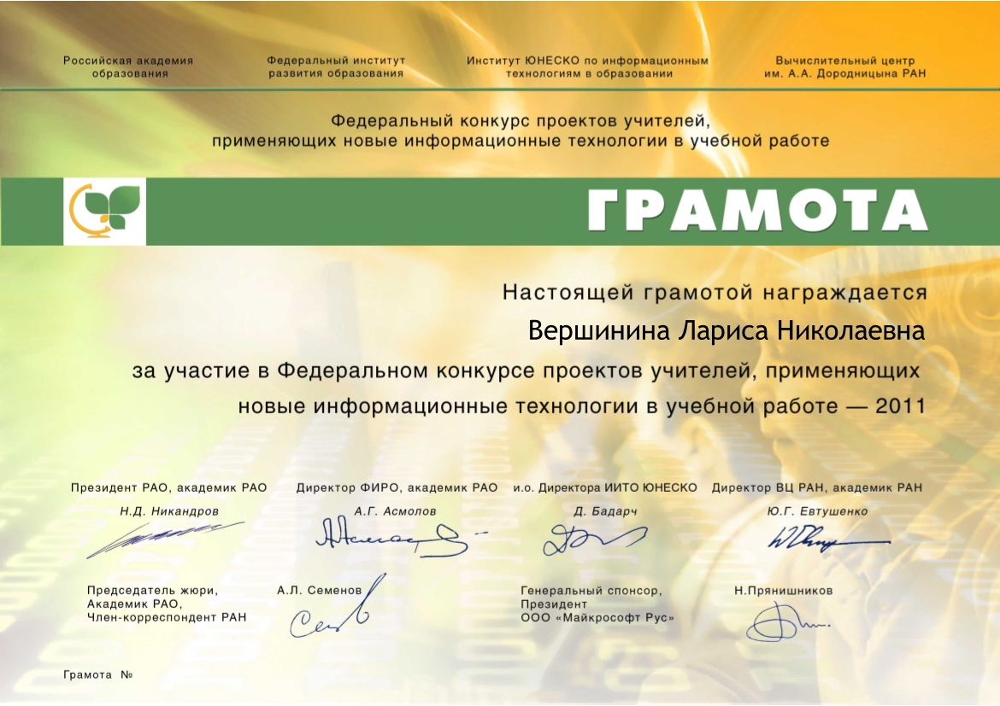 Российская академия
образования
Федеральный институт
развития образования
Институт ЮНЕСКО по информационным
технологиям в образовании
Вычислительный центр
им. А.А. Дородницына РАН
Федеральный конкурс проектов учителей,
применяющих новые информационные технологии в учебной работе
ГРАМОТА
Настоящей грамотой награждается
Вершинина Лариса Николаевна
за участие в Федеральном конкурсе проектов учителей, применяющих
новые информационные технологии в учебной работе — 2011
Президент РАО, академик РАО
Н.Д. Никандров
Директор ФИРО, академик РАО
А.Г. Асмолов
и.о. Директора ИИТО ЮНЕСКО
Д. Бадарч
Директор ВЦ РАН, академик РАН
Ю.Г. Евтушенко
Председатель жюри,
Академик РАО,
Член-корреспондент РАН
А.Л. Семенов
Генеральный спонсор,
Президент
ООО «Майкрософт Рус»
Н.Прянишников
Грамота №